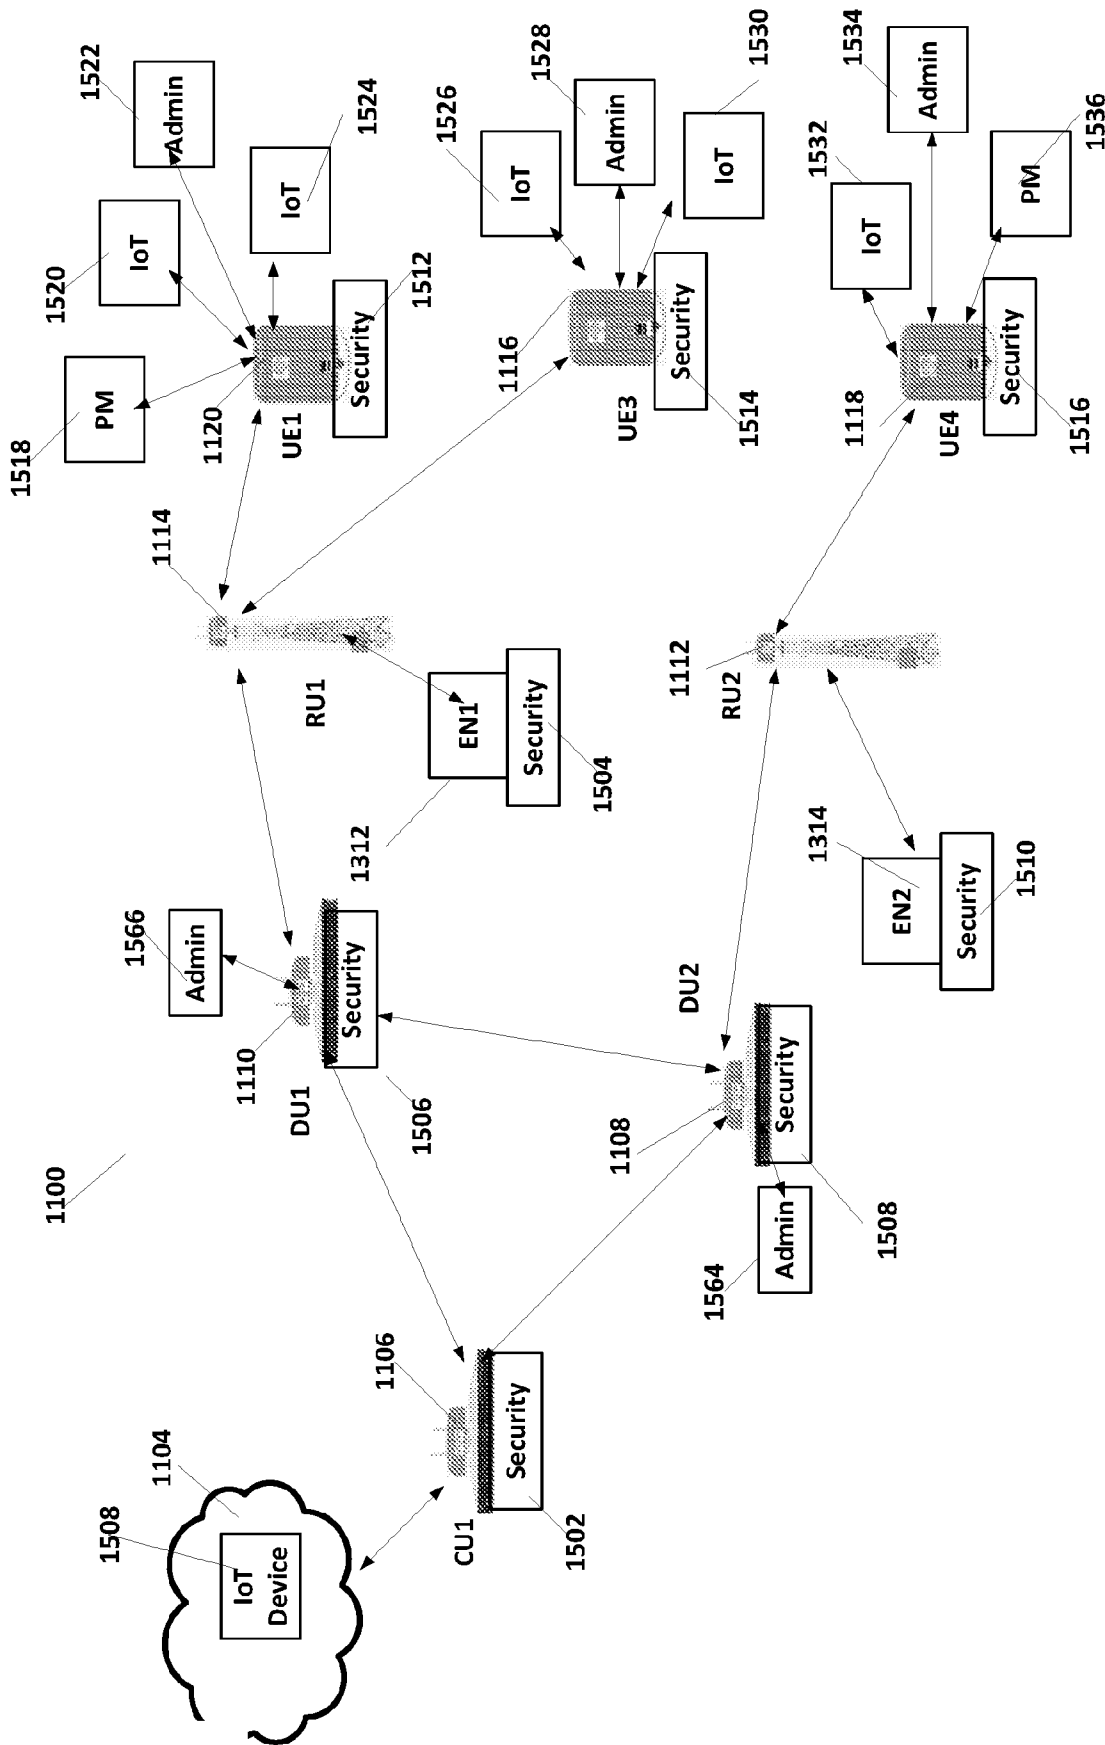 1100
1508
1104
IoT
Device
CU1
1106
Security
1502
1566
Admin
1110
DU1
Security
1506
DU2
1108
Security
1508
Admin
1564
1114
RU1
EN1
1312
Security
1504
1112
RU2
1314
EN2
Security
1510
1518
PM
1520
IoT
1522
Admin
1524
IoT
1120
UE1
Security
1512
1526
IoT
1528
Admin
1530
IoT
1116
UE3
Security
1514
1532
IoT
1534
Admin
1536
PM
1118
UE4
Security
1516